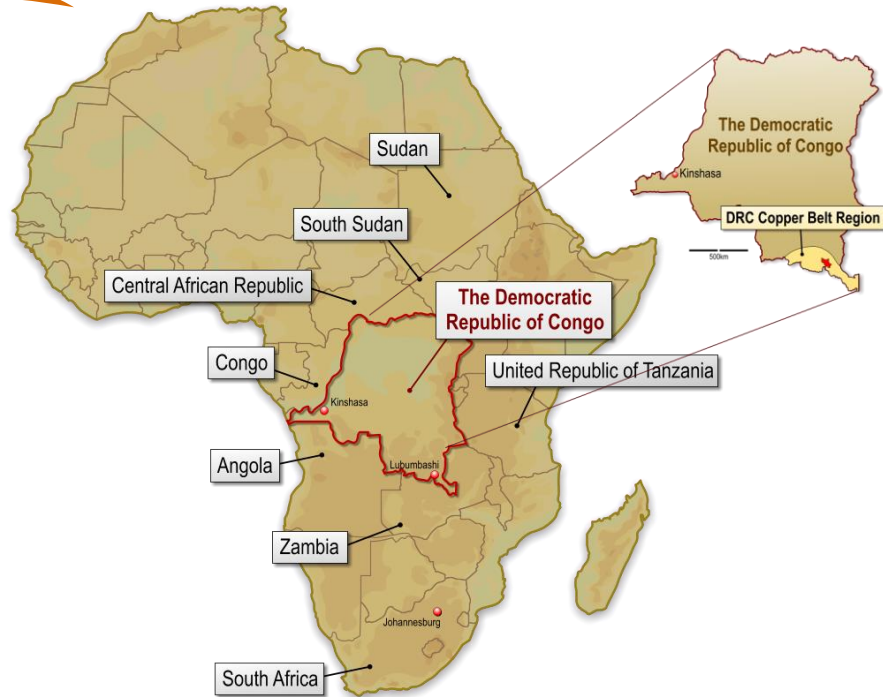 Sudan
South Sudan
Central African Republic
The Democratic
Republic of Congo
Congo
United Republic of Tanzania
Kinshasa
Angola
Lubumbashi
Zambia
Johannesburg
South Africa
The Democratic
Republic of Congo
Kinshasa
DRC Copper Belt Region
500km